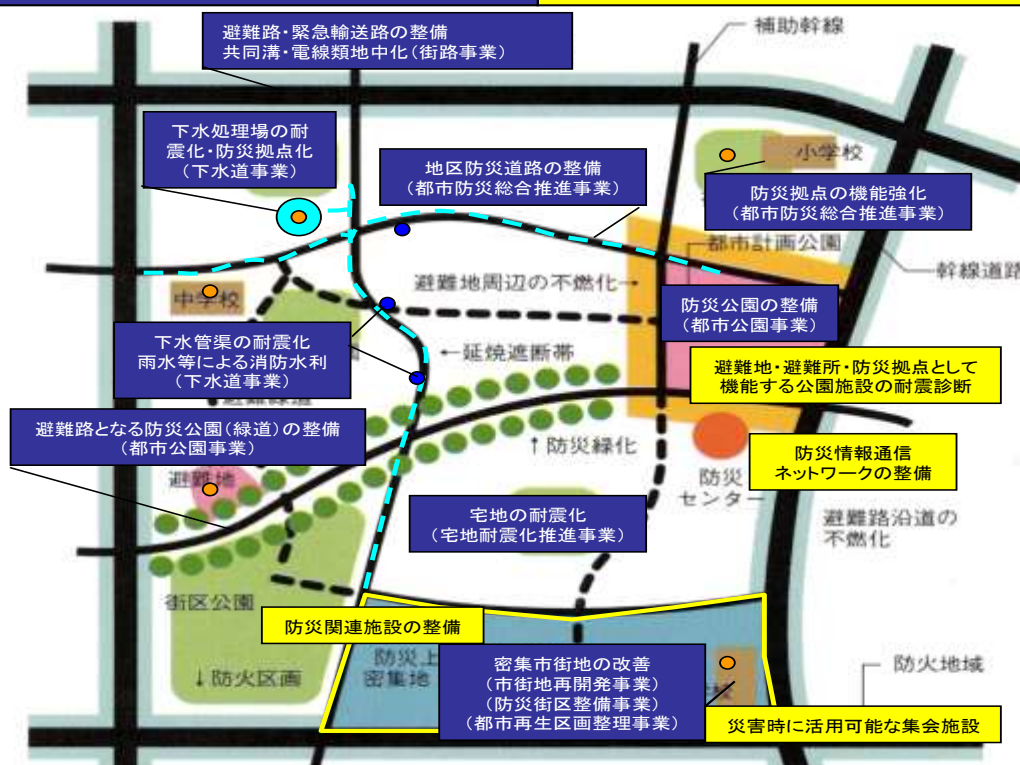 避難路・緊急輸送路の整備
共同溝・電線類地中化(街路事業)
補助幹線
下水処理場の耐
震化・防災拠点化
(下水道事業)
地区防災道路の整備
(都市防災総合推進事業)
小学校
防災拠点の機能強化
(都市防災総合推進事業)
都市計画公園
幹線道路
避難地周辺の不燃化→
中学校
防災公園の整備
(都市公園事業)
下水管渠の耐震化
雨水等による消防水利
(下水道事業)
←延焼遮断帯
避難地・避難所・防災拠点として
機能する公園施設の耐震診断
避難緑道
避難路となる防災公園(緑道)の整備
(都市公園事業)
↑防災緑化
防災情報通信
ネットワークの整備
避難地
防災
センター
宅地の耐震化
(宅地耐震化推進事業)
避難路沿道の
不燃化
街区公園
防災関連施設の整備
↓防火区画
防災上
密集地
密集市街地の改善
(市街地再開発事業)
(防災街区整備事業)
(都市再生区画整理事業)
校
防火地域
災害時に活用可能な集会施設